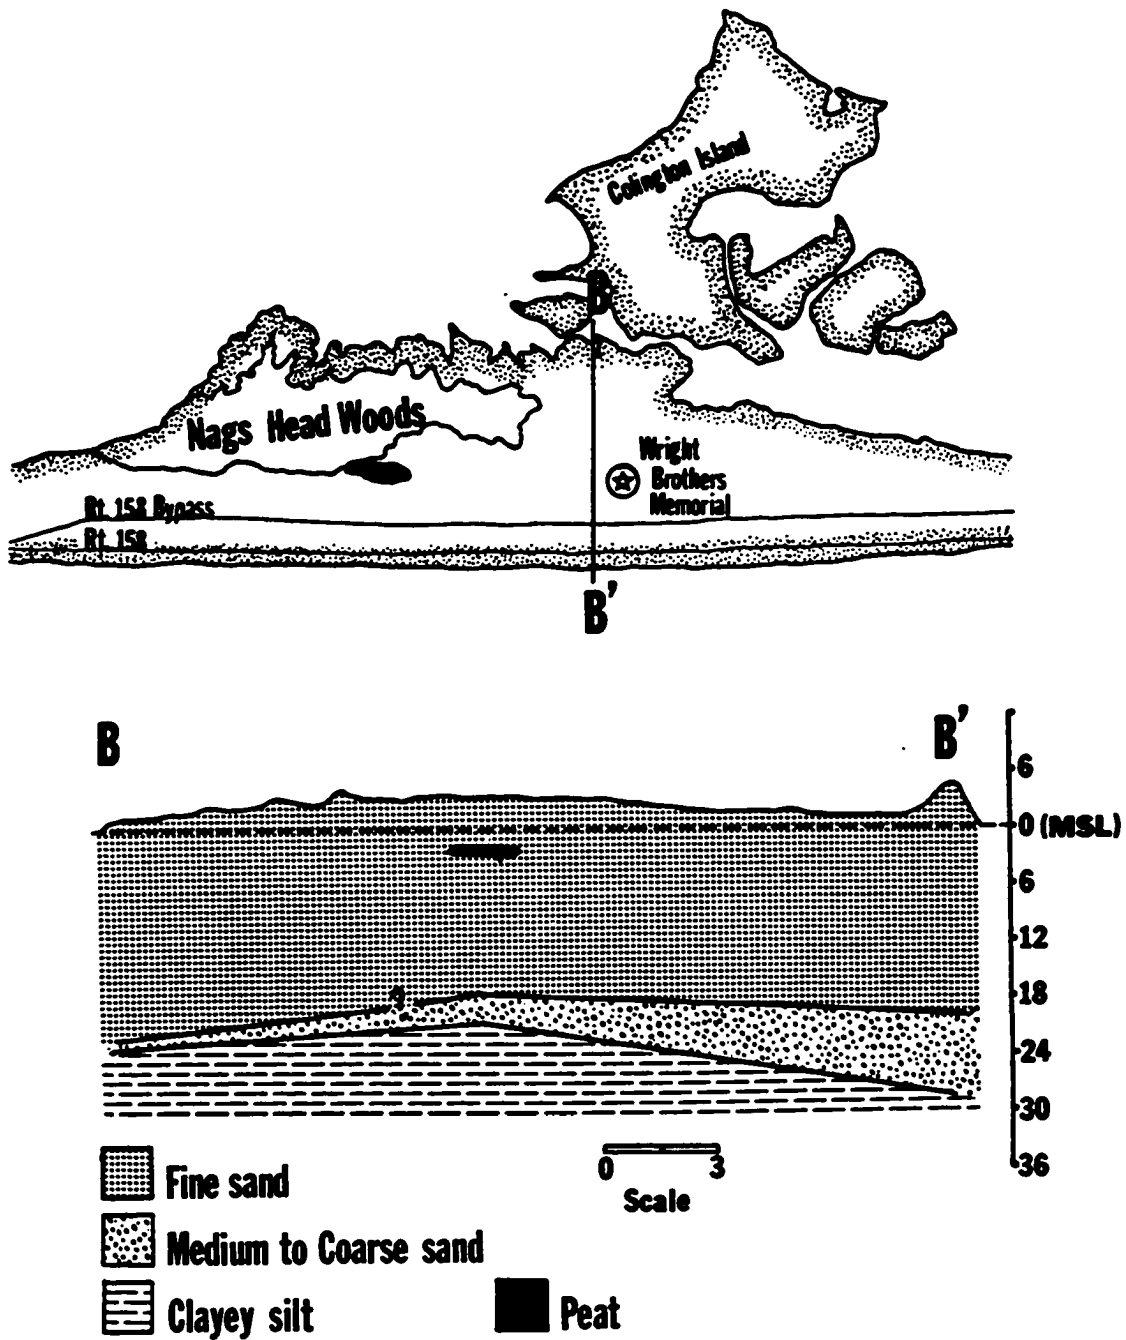 Colington Island
B
Nags Head Woods
Wright
Brothers
Memorial
Rt. 158 Bypass
Rt. 158
B'
B
B'
6
0 (MSL)
6
12
18
24
30
36
0 3
Scale
Fine sand
Medium to Coarse sand
Clayey silt
Peat